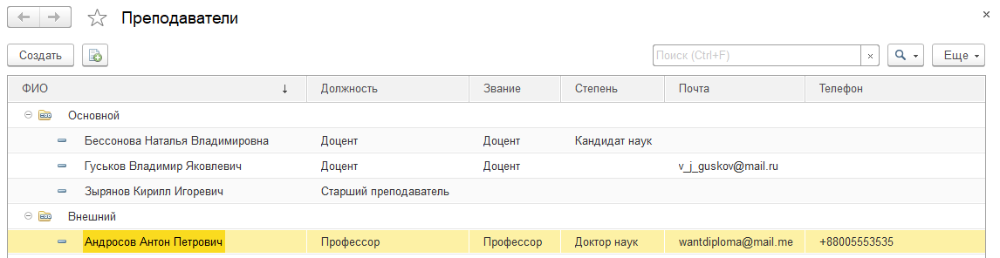 Преподаватели
Создать Поиск (Ctrl+F) Еще
ФИО Должность Звание Степень Почта Телефон
Основной
Бессонова Наталья Владимировна Доцент Доцент Кандидат наук
Гуськов Владимир Яковлевич Доцент Доцент v_j_guskov@mail.ru
Зырянов Кирилл Игоревич Старший преподаватель
Внешний
Андросов Антон Петрович Профессор Профессор Доктор наук wantdiploma@mail.me +88005553535